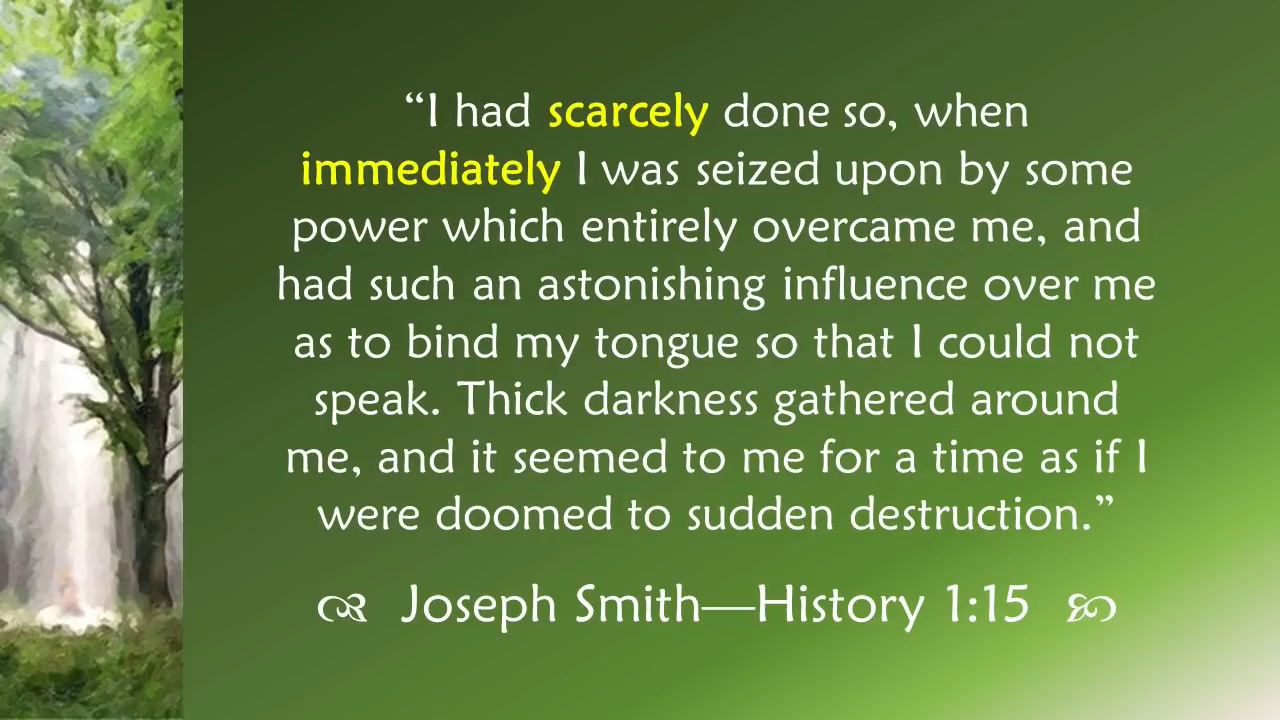 “I had scarcely done so, when
immediately I was seized upon by some
power which entirely overcame me, and
had such an astonishing influence over me
as to bind my tongue so that I could not
speak. Thick darkness gathered around
me, and it seemed to me for a time as if I
were doomed to sudden destruction.”
Joseph Smith—History 1:15